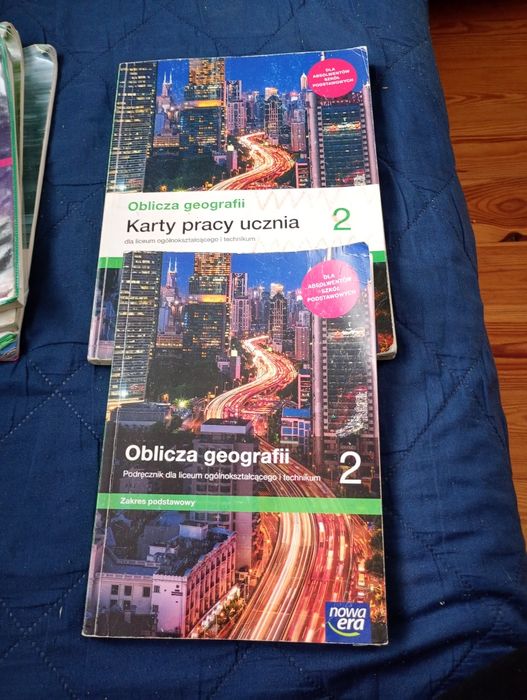 DLA
ABSOLWENTÓW
SZKÓŁ
PODSTAWOWYCH
Oblicza geografii
Karty pracy ucznia 2
dla liceum ogólnokształcącego i technikum
DLA
ABSOLWENTÓW
SZKÓŁ
PODSTAWOWYCH
Oblicza geografii 2
Podręcznik dla liceum ogólnokształcącego i technikum
Zakres podstawowy
nowa
era